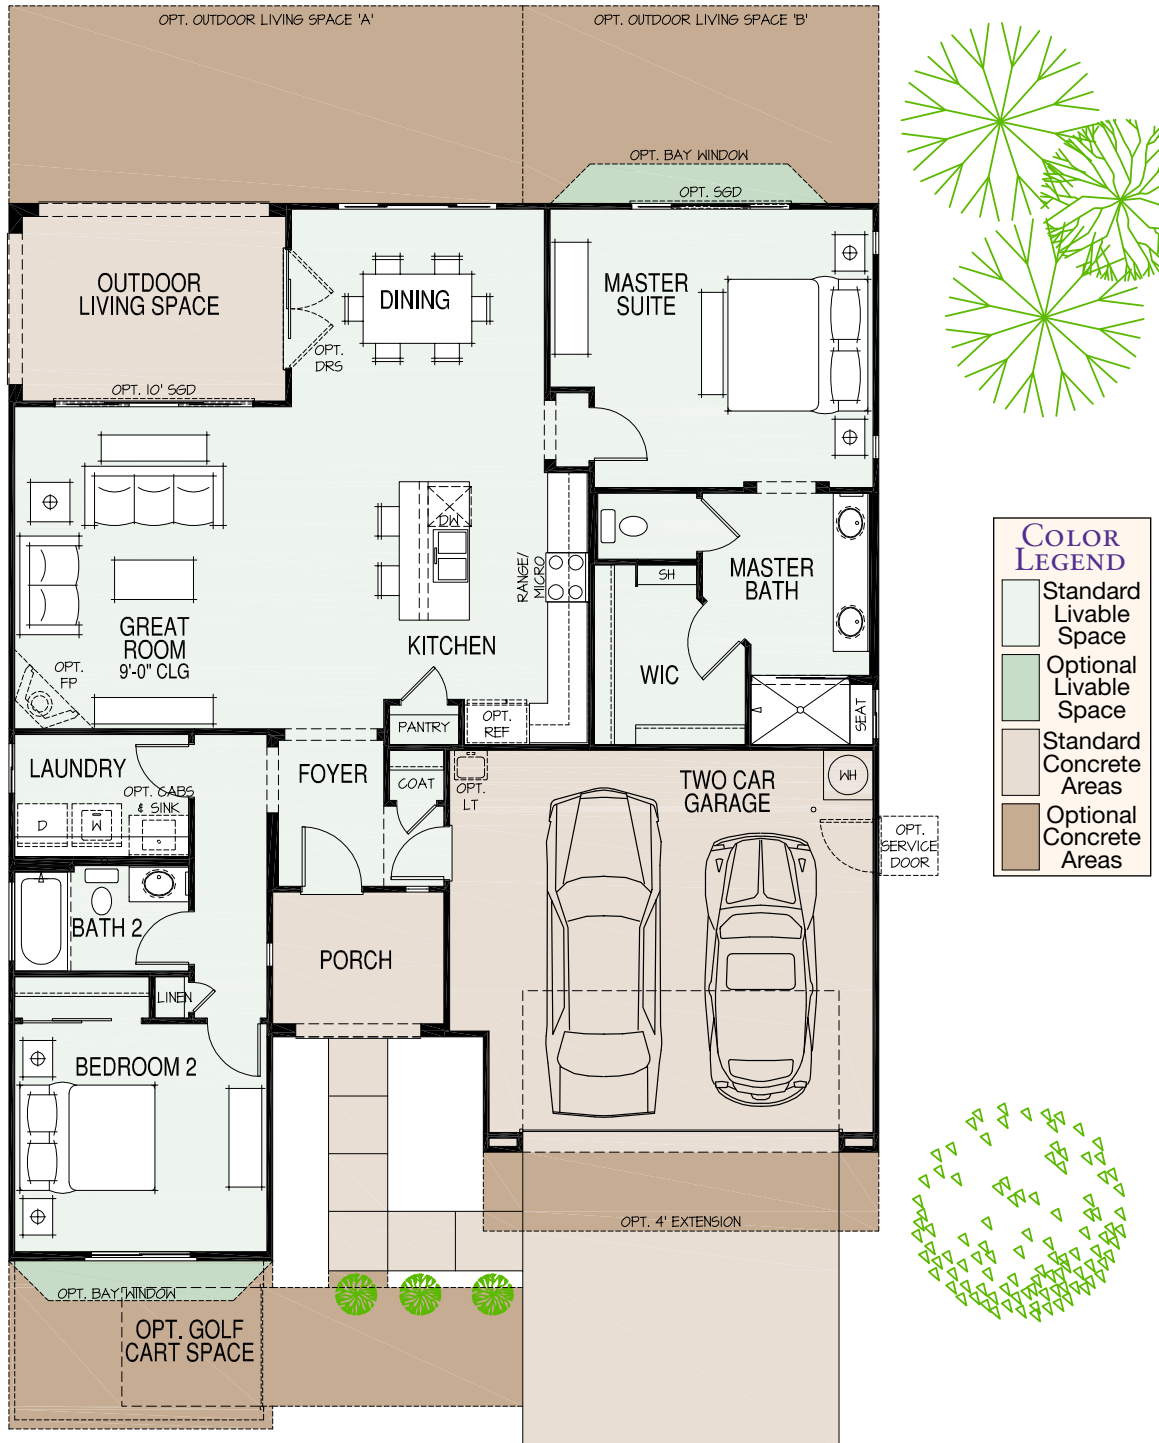 OPT. OUTDOOR LIVING SPACE 'A'
OPT. OUTDOOR LIVING SPACE 'B'
OPT. BAY WINDOW
OPT. SGD
OUTDOOR
LIVING SPACE
DINING
MASTER
SUITE
OPT.
DRS
OPT. 10' SGD
DW
RANGE/
MICRO
SH
MASTER
BATH
GREAT
ROOM
9'-0" CLG
KITCHEN
OPT.
FP
WIC
PANTRY
OPT.
REF
SEAT
LAUNDRY
FOYER
COAT
OPT.
LT
TWO CAR
GARAGE
WH
OPT. CABS
& SINK
D
W
OPT.
SERVICE
DOOR
BATH 2
PORCH
LINEN
BEDROOM 2
OPT. 4' EXTENSION
OPT. BAY WINDOW
OPT. GOLF
CART SPACE
COLOR
LEGEND
Standard
Livable
Space
Optional
Livable
Space
Standard
Concrete
Areas
Optional
Concrete
Areas